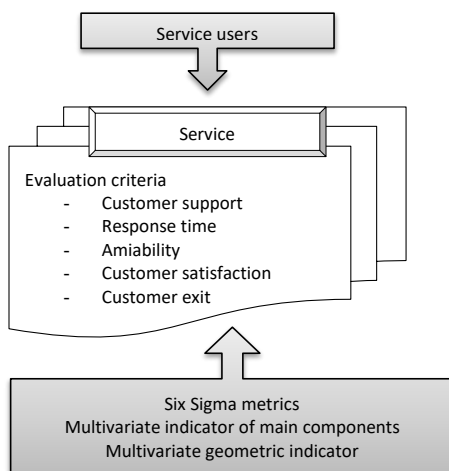 Service users
Service
Evaluation criteria
- Customer support
- Response time
- Amiability
- Customer satisfaction
- Customer exit
Six Sigma metrics
Multivariate indicator of main components
Multivariate geometric indicator